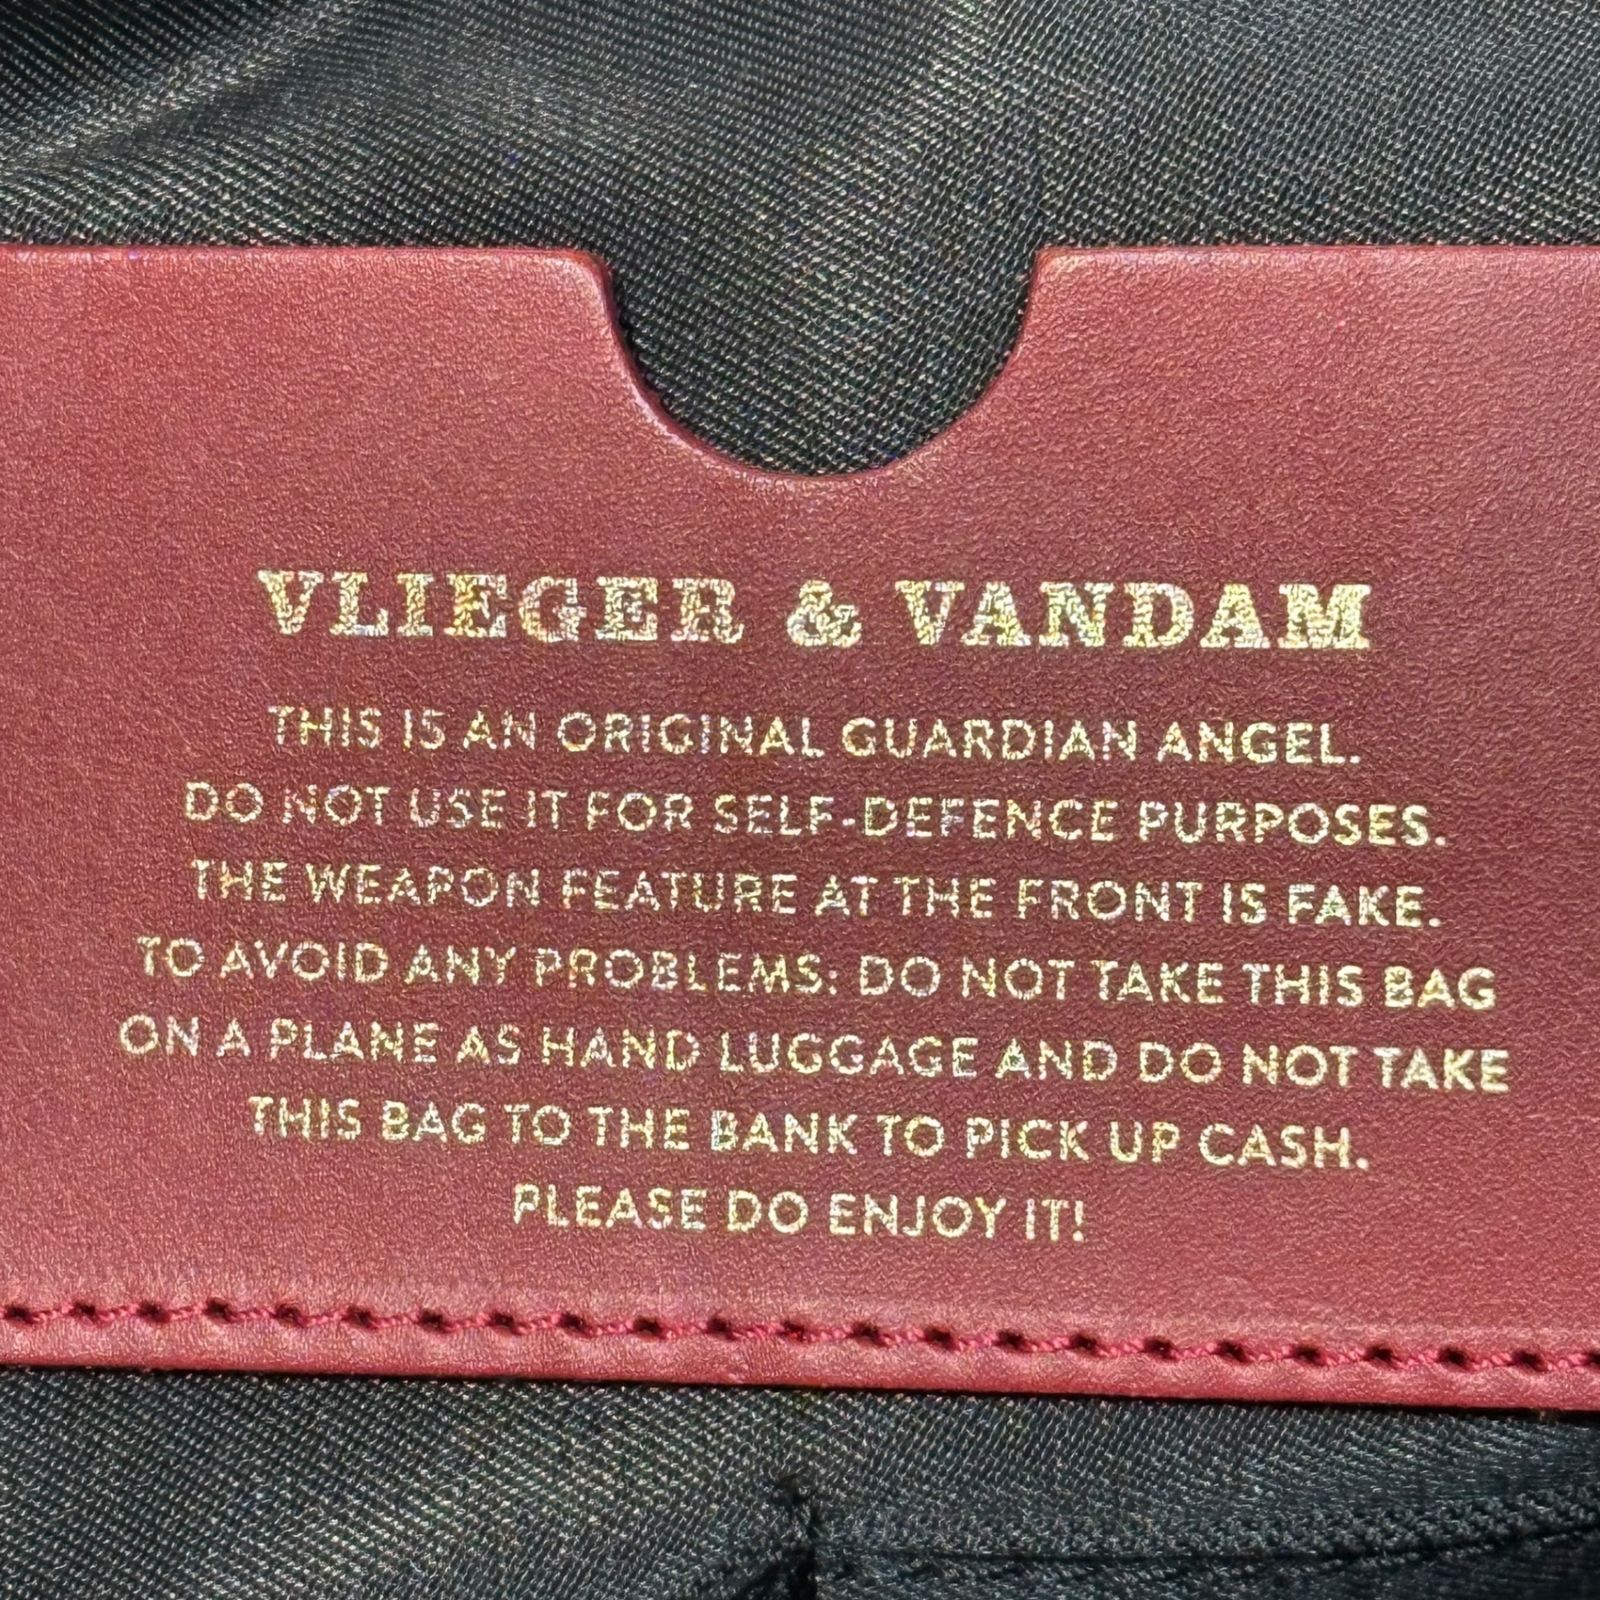 VLIEGER & VANDAM
THIS IS AN ORIGINAL GUARDIAN ANGEL.
DO NOT USE IT FOR SELF-DEFENCE PURPOSES.
THE WEAPON FEATURE AT THE FRONT IS FAKE.
TO AVOID ANY PROBLEMS: DO NOT TAKE THIS BAG
ON A PLANE AS HAND LUGGAGE AND DO NOT TAKE
THIS BAG TO THE BANK TO PICK UP CASH.
PLEASE DO ENJOY IT!